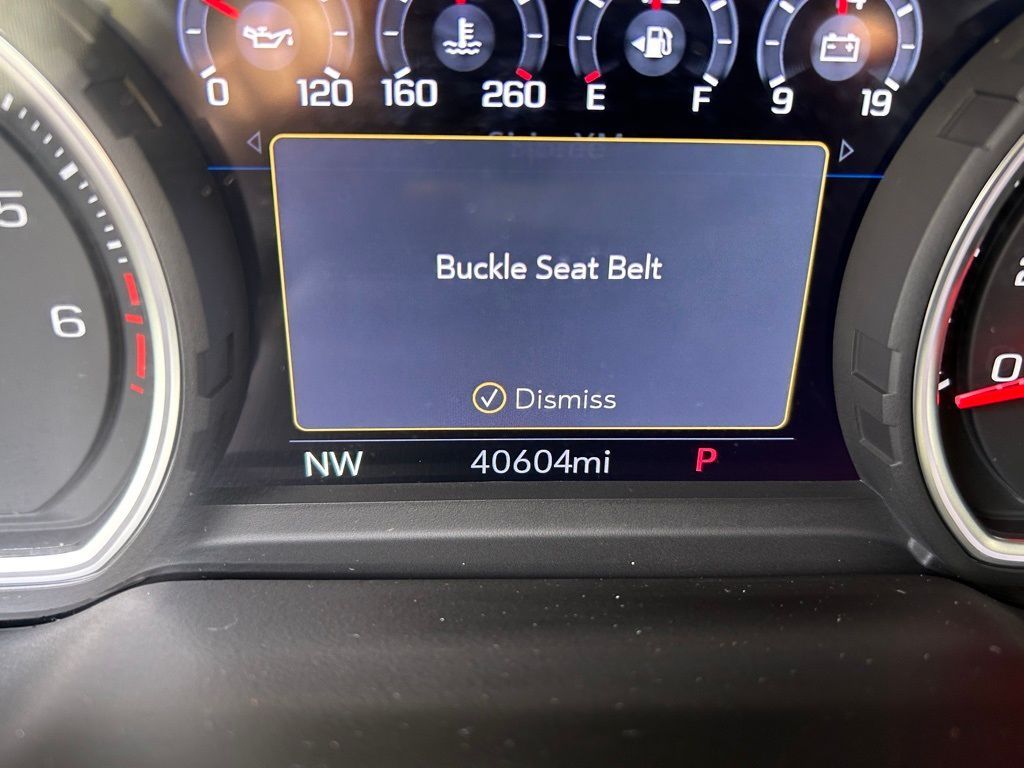 0 120 160 260 E F 9 19
Buckle Seat Belt
Dismiss
NW 40604mi P
5
6
0